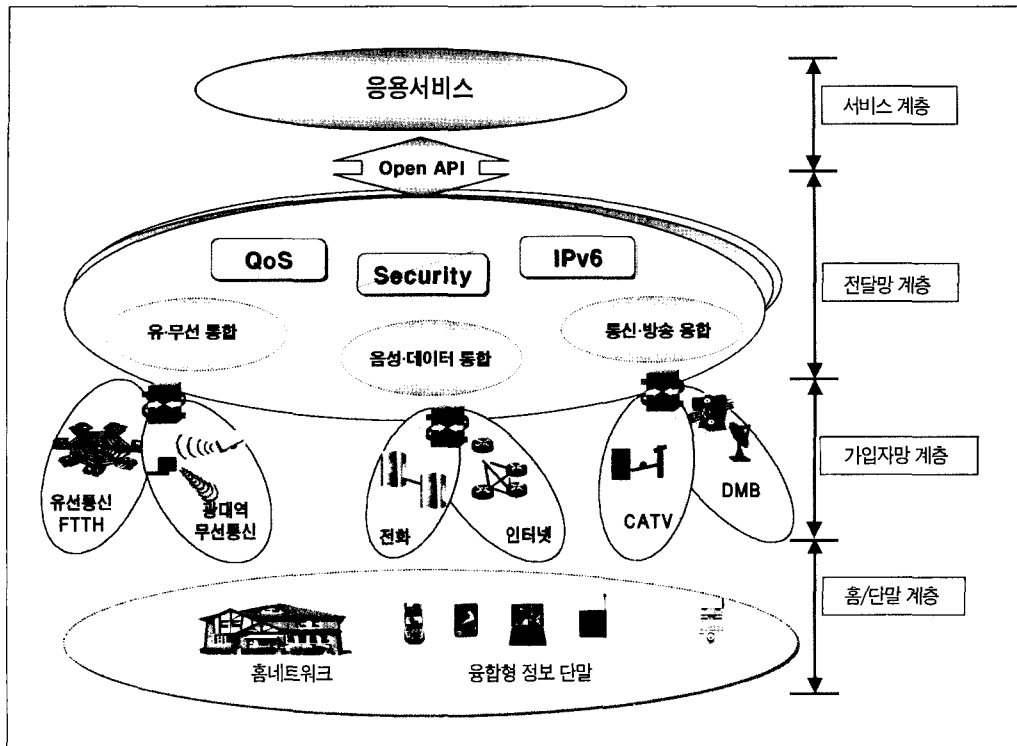 응용서비스
서비스 계층
Open API
QoS
Security
IPv6
전달망 계층
유·무선 통합
음성·데이터 통합
통신·방송 융합
가입자망 계층
유선통신
FTTH
광대역
무선통신
전화
인터넷
CATV
DMB
홈/단말 계층
홈네트워크
융합형 정보 단말